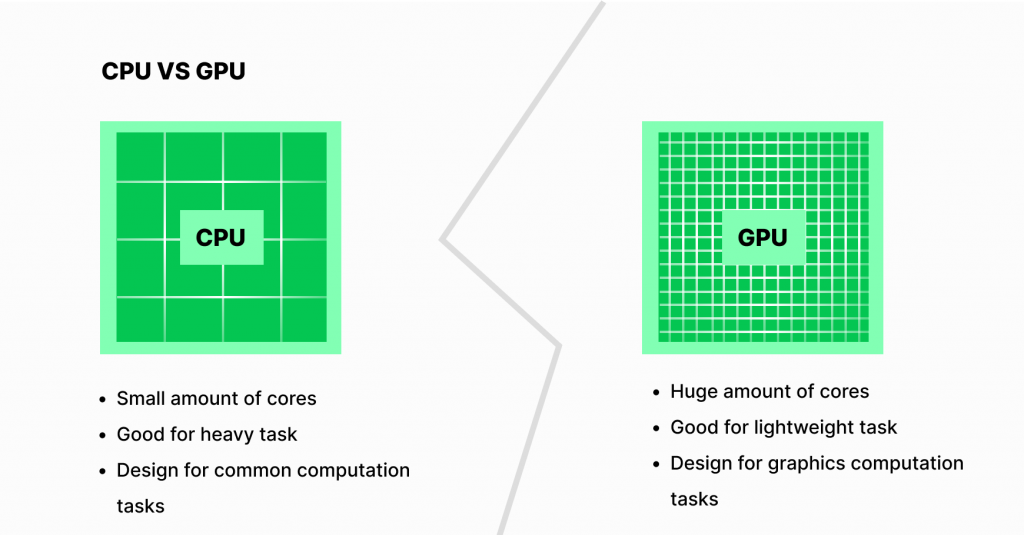 CPU VS GPU
CPU
• Small amount of cores
• Good for heavy task
• Design for common computation
tasks
GPU
• Huge amount of cores
• Good for lightweight task
• Design for graphics computation
tasks